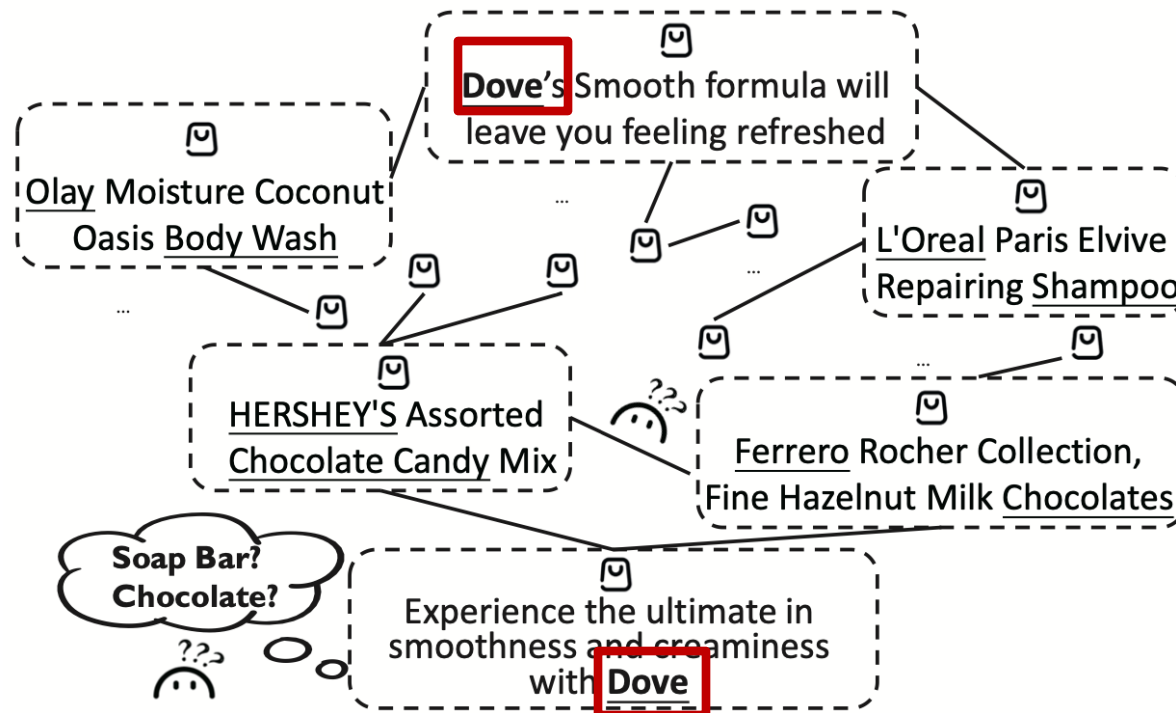 Dove's Smooth formula will
leave you feeling refreshed
Olay Moisture Coconut
Oasis Body Wash
...
L'Oreal Paris Elvive
Repairing Shampoo
...
...
...
HERSHEY'S Assorted
Chocolate Candy Mix
???
Ferrero Rocher Collection,
Fine Hazelnut Milk Chocolates
Soap Bar?
Chocolate?
???
Experience the ultimate in
smoothness and creaminess
with Dove